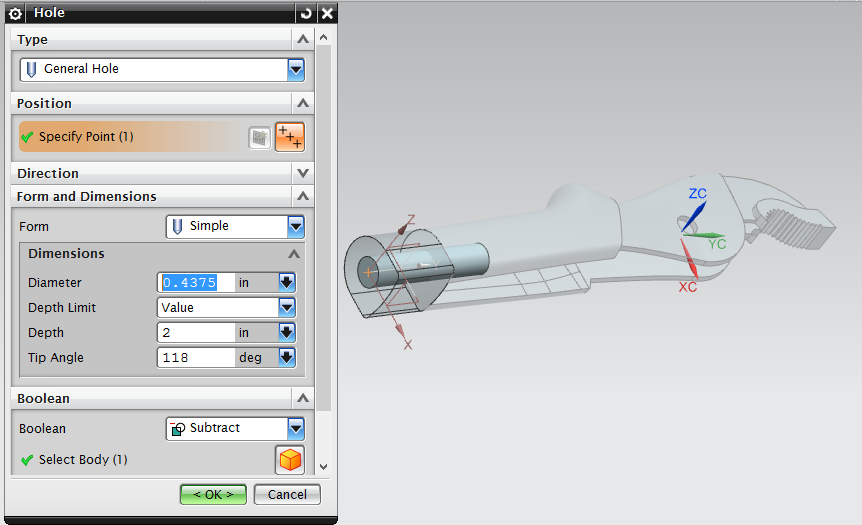 Hole
Type
General Hole
Position
Specify Point (1)
Direction
Form and Dimensions
Form Simple
Dimensions
Diameter 0.4375 in
Depth Limit Value
Depth 2 in
Tip Angle 118 deg
Boolean
Boolean Subtract
Select Body (1)
< OK > Cancel
Z
X
ZC
YC
XC